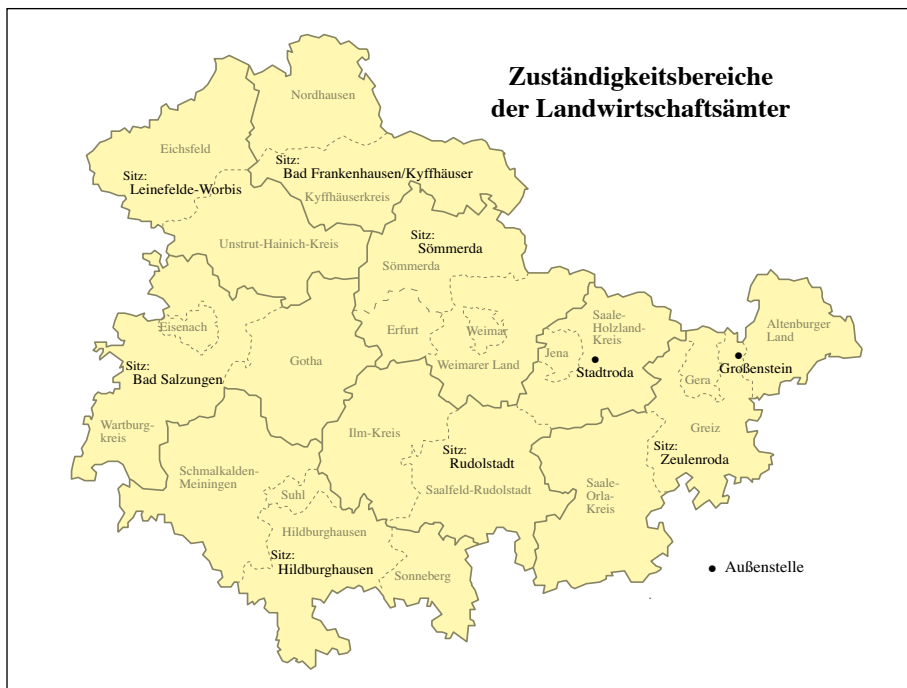 Zuständigkeitsbereiche
der Landwirtschaftsämter
Nordhausen
Eichsfeld
Sitz:
Bad Frankenhausen/Kyffhäuser
Sitz:
Leinefelde-Worbis
Kyffhäuserkreis
Unstrut-Hainich-Kreis
Sitz:
Sömmerda
Sömmerda
Eisenach
Erfurt
Weimar
Weimarer Land
Saale-
Holzland-
Kreis
Jena
Stadtroda
Altenburger
Land
Großenstein
Gera
Gotha
Sitz:
Bad Salzungen
Wartburg-
kreis
Ilm-Kreis
Sitz:
Rudolstadt
Saalfeld-Rudolstadt
Greiz
Sitz:
Zeulenroda
Saale-
Orla-
Kreis
Schmalkalden-
Meiningen
Suhl
Hildburghausen
Sitz:
Hildburghausen
Sonneberg
Außenstelle